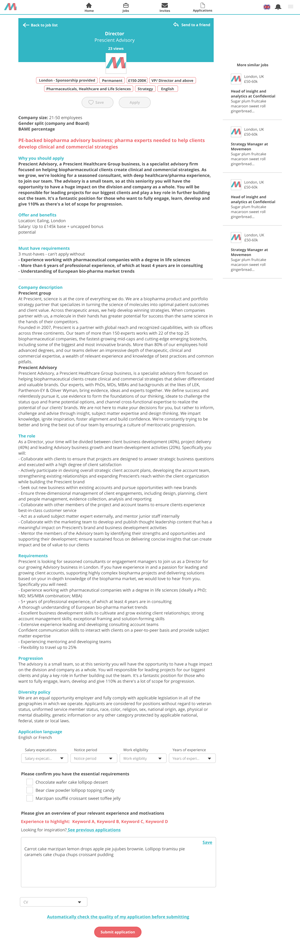 Home
Jobs
Invites
Applications
Back to job list
Send to a friend
Director
Prescient Advisory
25 views
London - Sponsorship provided
Permanent
£150-200K
VP/ Director and above
Pharmaceuticals, Healthcare and Life Sciences
Strategy
English
Save
Apply
Company size: 21-50 employees
Gender split (company and Board)
BAME percentage
PE-backed biopharma advisory business; pharma experts needed to help clients
develop clinical and commercial strategies
Why you should apply
Prescient Advisory, a Prescient Healthcare Group business, is a specialist advisory firm
focused on helping biopharmaceutical clients create clinical and commercial strategies. As
we grow, we're looking for a seasoned consultant, with deep healthcare/pharma experience,
to join our team. The advisory is a small team, so at this seniority you will have the
opportunity to have a huge impact on the division and company as a whole. You will be
responsible for leading projects for our biggest clients and play a key role in further building
out the team. It's a fantastic position for those who want to fully engage, learn, develop and
give 110% as there's a lot of scope for progression.
Offer and benefits
Location: Ealing, London
Salary: Up to £145k base + uncapped bonus
potential
Must have requirements
3 must haves - can't apply without
- Experience working with pharmaceutical companies with a degree in life sciences
- More than 6 years of professional experience, of which at least 4 years are in consulting
- Understanding of European bio-pharma market trends
Company description
Prescient group
At Prescient, science is at the core of everything we do. We are a biopharma product and portfolio
strategy partner that specializes in turning the science of molecules into optimal patient outcomes
and client value. Across therapeutic areas, we help develop winning strategies. When companies
partner with us, a molecule in their hands has greater potential for success than the same science in
the hands of their competitors.
Founded in 2007, Prescient is a partner with global reach and recognized capabilities, with six offices
across three continents. Our team of more than 150 experts works with 22 of the top 25
biopharmaceutical companies, the fastest-growing mid-caps and cutting-edge emerging biotechs,
including some of the biggest and most innovative brands. More than 80% of our employees hold
advanced degrees, and our teams deliver an impressive depth of therapeutic, clinical and
commercial expertise, a wealth of relevant experience and knowledge of best practices and common
pitfalls.
Prescient Advisory
Prescient Advisory, a Prescient Healthcare Group business, is a specialist advisory firm focused on
helping biopharmaceutical clients create clinical and commercial strategies that deliver differentiated
and valuable brands. Our experts, with PhDs, MDs, MBAs and backgrounds at the likes of LEK,
Parthenon-EY & Oliver Wyman, bring evidence, ideas and experts together. We define success and
relentlessly pursue it, use evidence to form the foundations of our thinking, ideate to challenge the
status quo and frame potential options, and channel cross-functional expertise to realise the
potential of our client's brands. We are not here to make your decisions for you, but rather to inform,
challenge and advise through insight, subject matter expertise and design thinking. We impart
knowledge, ignite inspiration, foster alignment and build confidence. We're constantly trying to be
better and bring the best out of our team by ensuring a culture of meritocratic progression.
The role
As a Director, your time will be divided between client business development (40%), project delivery
(40%) and leading Advisory business growth and team development activities (20%). Specifically you
will:
- Collaborate with clients to ensure that projects are designed to answer strategic business questions
and executed with a high degree of client satisfaction
- Actively participate in devising overall strategic client account plans, developing the account team,
strengthening existing relationships and expanding Prescient's reach within the client organisation
while building the Prescient brand
- Seek out new business within existing accounts and pursue opportunities with new brands
- Ensure three-dimensional management of client engagements, including design, planning, client
and people management, evidence collection, analysis and reporting
- Collaborate with other members of the project and account teams to ensure clients experience
best-in-class customer service
- Act as a valued subject matter expert internally, and mentor junior staff internally
- Collaborate with the marketing team to develop and publish thought leadership content that has a
meaningful impact on Prescient's brand and business development activities
- Mentor the members of the Advisory team by identifying their strengths and opportunities and
supporting their development; ensure sustained focus on delivering concise insights that can create
impact and be of value to our clients
Requirements
Prescient is looking for seasoned consultants or engagement managers to join us as a Director for
our growing Advisory business in London. If you have experience in and a passion for leading and
growing client accounts, supporting highly complex biopharma projects and delivering solutions
based on your in-depth knowledge of the biopharma market, we would love to hear from you.
Specifically you will need:
- Experience working with pharmaceutical companies with a degree in life sciences (ideally a PhD;
MD; MS/MBA combination; MBA)
- 5+ years of professional experience, of which at least 4 years are in consulting
A thorough understanding of European bio-pharma market trends
- Excellent business development skills to cultivate and grow existing client relationships; strong
account management skills; exceptional framing and solution-forming skills
- Extensive experience leading and developing consulting account teams
Confident communication skills to interact with clients on a peer-to-peer basis and provide subject
matter expertise
- Experiencing mentoring and developing teams
- Flexibility to travel up to 25%
Progression
The advisory is a small team, so at this seniority you will have the opportunity to have a huge impact
on the division and company as a whole. You will be responsible for leading projects for our biggest
clients and play a key role in further building out the team. It's a fantastic position for those who want
to fully engage, learn, develop and give ~110% as there's a lot of scope for progression.
Diversity policy
We are an equal opportunity employer and fully comply with applicable legislation in all of the
geographies in which we operate. Applicants are considered for positions without regard to veteran
status, uniformed service member status, race, color, religion, sex, national origin, age, physical or
mental disability, genetic information or any other category protected by applicable national,
federal, state or local laws.
Application language
English or French
Salary expectations
Notice period
Work eligibility
Years of experience
Salary expectat...
Notice period
Work eligibility
Years of experi...
Please confirm you have the essential requirements
Chocolate wafer cake lollipop dessert
Bear claw powder lollipop topping candy
Marzipan soufflé croissant sweet toffee jelly
Please give an overview of your relevant experience and motivations
Experience to highlight: Keyword A, Keyword B, Keyword C, Keyword D
Looking for inspiration? See previous applications
Save
Carrot cake marzipan lemon drops apple pie jujubes brownie. Lollipop tiramisu pie
caramels cake chupa chups croissant pudding
CV
Automatically check the quality of my application before submitting
Submit application
More similar jobs
London, UK
£50-60k
Head of Insight and
analytics at Confidential
Sugar plum fruitcake
macaroon sweet roll
gingerbread...
London, UK
£50-60k
Strategy Manager at
Movemeon
Sugar plum fruitcake
macaroon sweet roll
gingerbread...
London, UK
£50-60k
Head of Insight and
analytics at Confidential
Sugar plum fruitcake
macaroon sweet roll
gingerbread...
London, UK
£50-60k
Strategy Manager at
Movemeon
Sugar plum fruitcake
macaroon sweet roll
gingerbread...